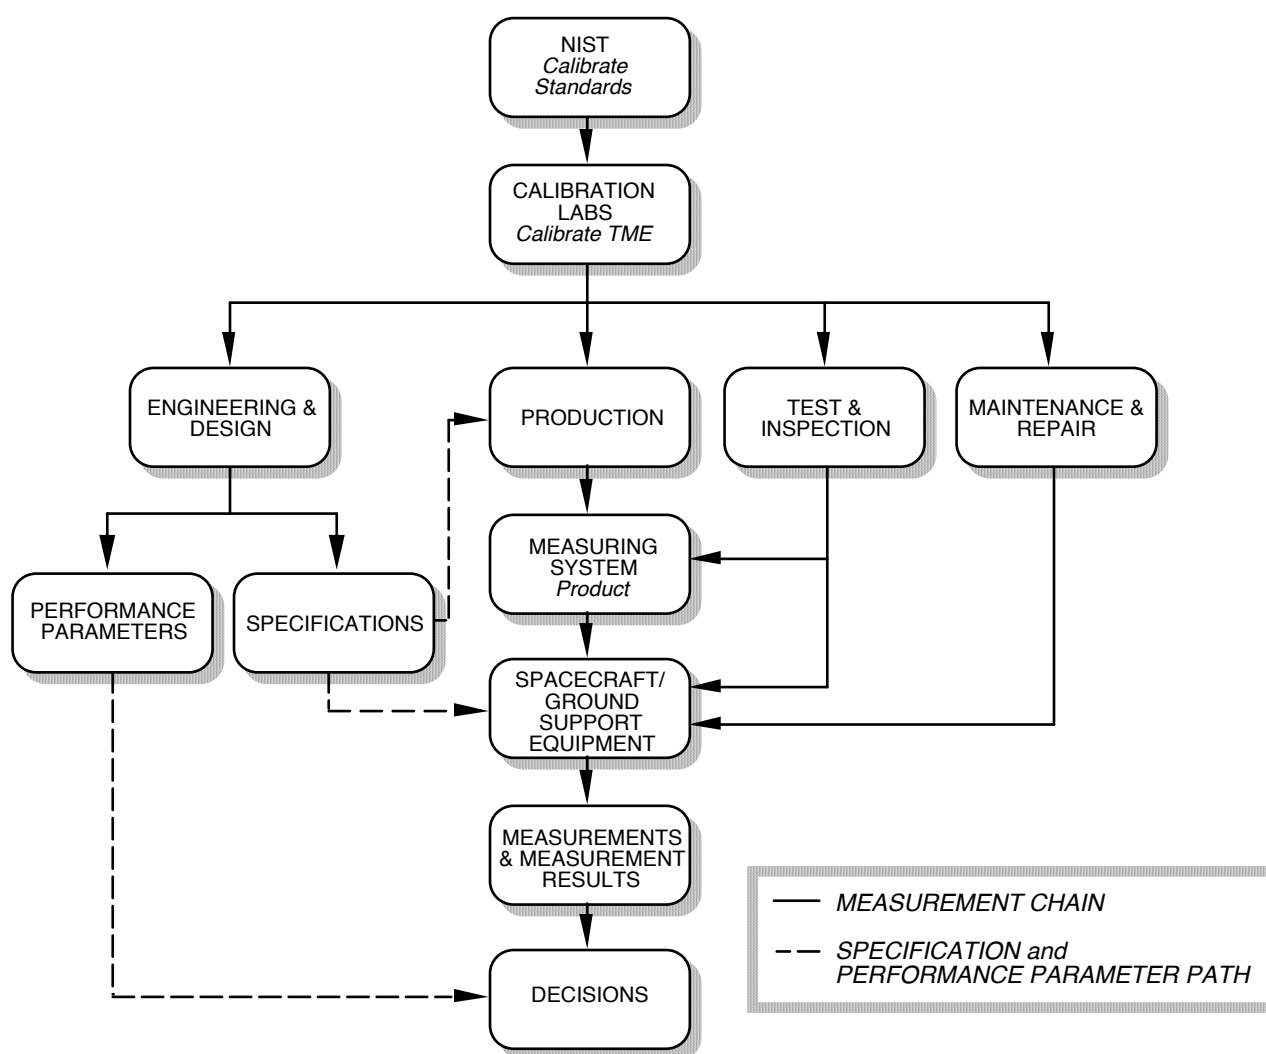 NIST
Calibrate
Standards
CALIBRATION
LABS
Calibrate TME
ENGINEERING &
DESIGN
PRODUCTION
TEST &
INSPECTION
MAINTENANCE &
REPAIR
MEASURING
SYSTEM
Product
PERFORMANCE
PARAMETERS
SPECIFICATIONS
SPACECRAFT/
GROUND
SUPPORT
EQUIPMENT
MEASUREMENTS
& MEASUREMENT
RESULTS
DECISIONS
MEASUREMENT CHAIN
SPECIFICATION and
PERFORMANCE PARAMETER PATH